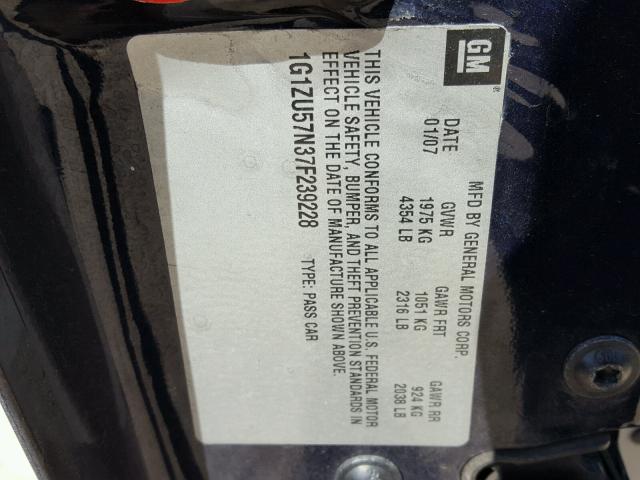 GM
MFD BY GENERAL MOTORS CORP.
DATE GVWR GAWR FRT GAWR RR
01/07 1975 KG 1051 KG 924 KG
4354 LB 2316 LB 2038 LB
THIS VEHICLE CONFORMS TO ALL APPLICABLE U.S. FEDERAL MOTOR
VEHICLE SAFETY, BUMPER, AND THEFT PREVENTION STANDARDS IN
EFFECT ON THE DATE OF MANUFACTURE SHOWN ABOVE.
1G1ZU57N37F239228 TYPE: PASS CAR